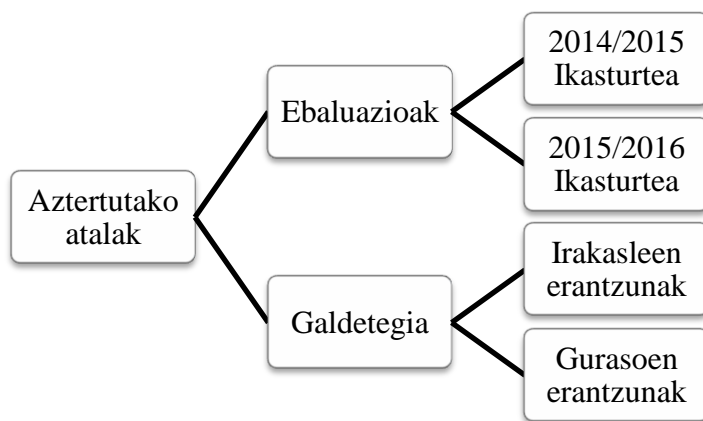 Aztertutako
atalak
Ebaluazioak
2014/2015
Ikasturtea
2015/2016
Ikasturtea
Galdetegia
Irakasleen
erantzunak
Gurasoen
erantzunak